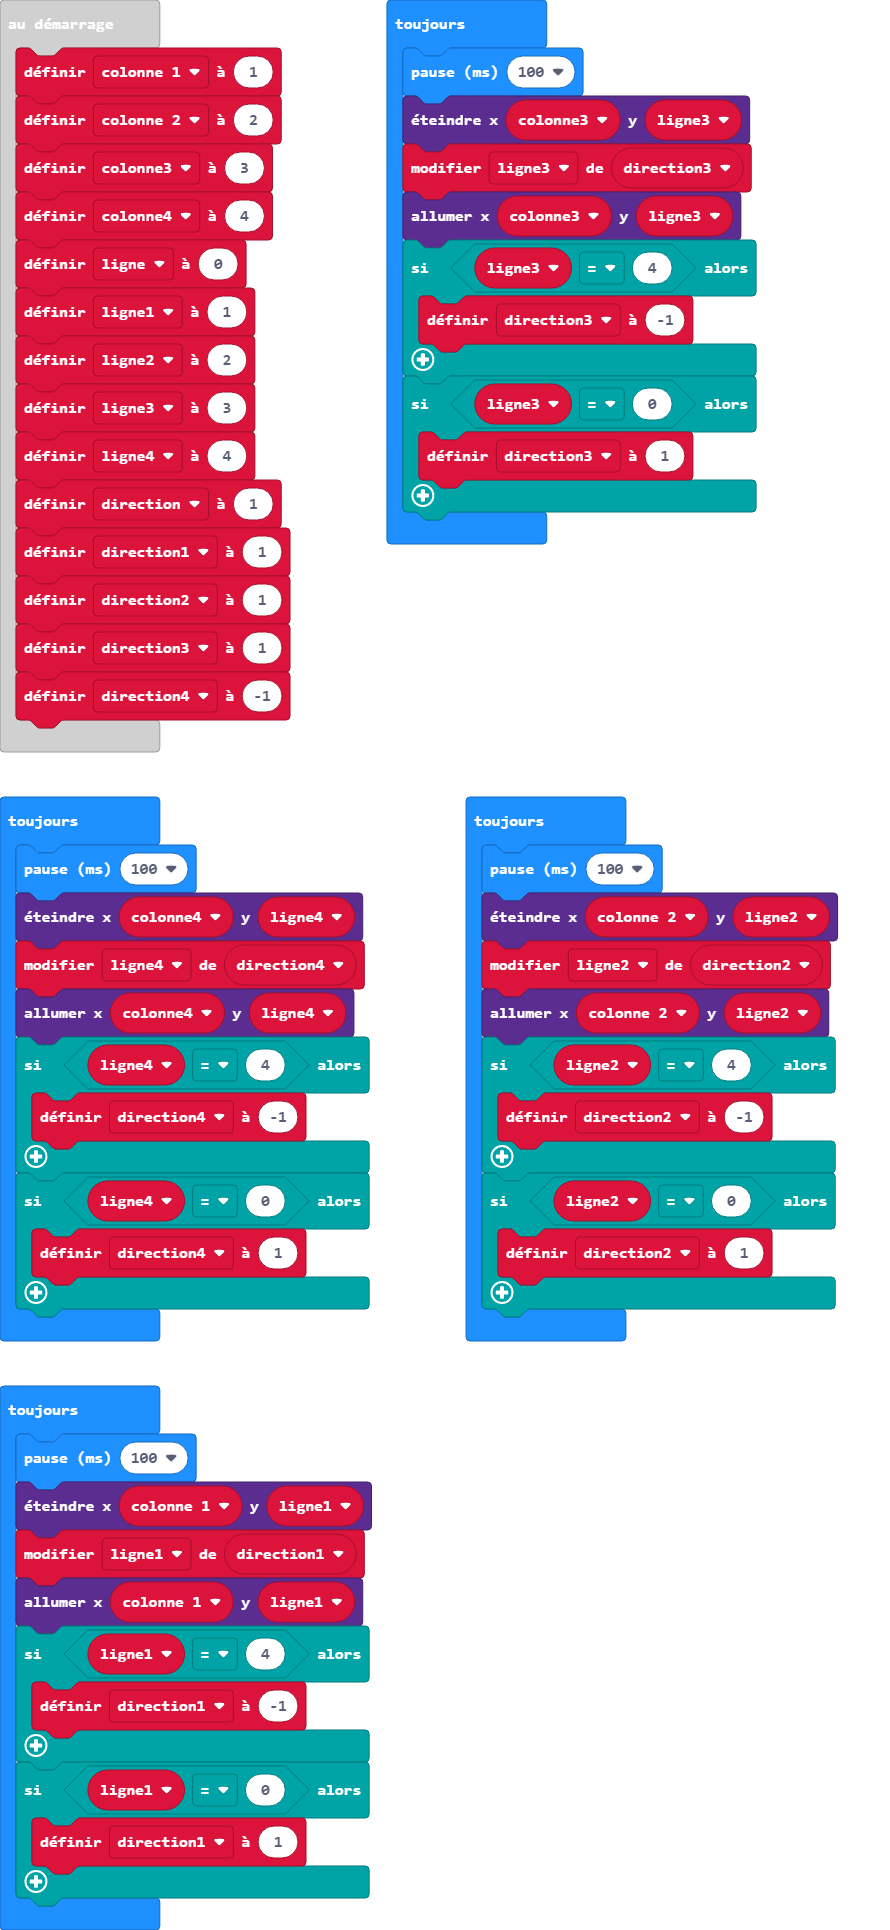 au démarrage
définir colonne 1 à 1
définir colonne 2 à 2
définir colonne3 à 3
définir colonne4 à 4
définir ligne à 0
définir ligne1 à 1
définir ligne2 à 2
définir ligne3 à 3
définir ligne4 à 4
définir direction à 1
définir direction1 à 1
définir direction2 à 1
définir direction3 à 1
définir direction4 à -1
toujours
pause (ms) 100
éteindre x colonne3 y ligne3
modifier ligne3 de direction3
allumer x colonne3 y ligne3
si ligne3 = 4 alors
définir direction3 à -1
si ligne3 = 0 alors
définir direction3 à 1
toujours
pause (ms) 100
éteindre x colonne4 y ligne4
modifier ligne4 de direction4
allumer x colonne4 y ligne4
si ligne4 = 4 alors
définir direction4 à -1
si ligne4 = 0 alors
définir direction4 à 1
toujours
pause (ms) 100
éteindre x colonne 2 y ligne2
modifier ligne2 de direction2
allumer x colonne 2 y ligne2
si ligne2 = 4 alors
définir direction2 à -1
si ligne2 = 0 alors
définir direction2 à 1
toujours
pause (ms) 100
éteindre x colonne 1 y ligne1
modifier ligne1 de direction1
allumer x colonne 1 y ligne1
si ligne1 = 4 alors
définir direction1 à -1
si ligne1 = 0 alors
définir direction1 à 1